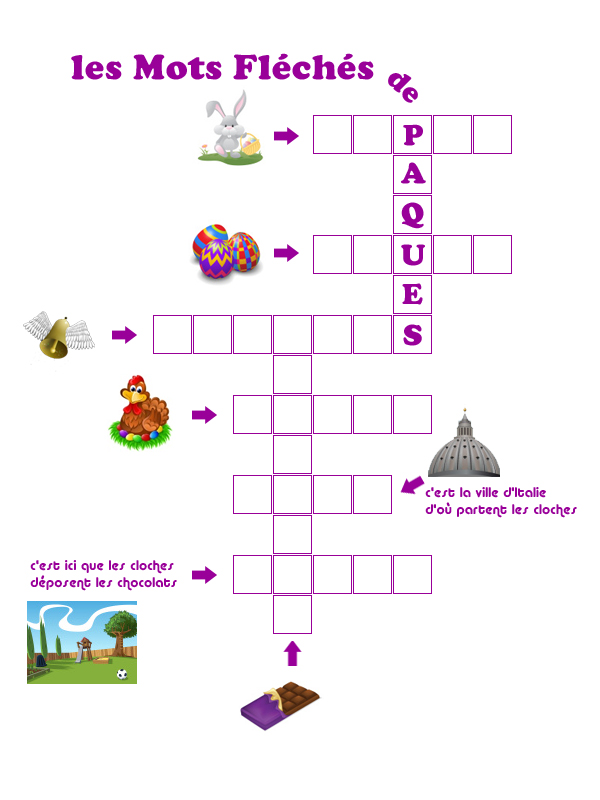 les Mots Fléchés de
PAQUES
c'est la ville d'Italie
d'où partent les cloches
c'est ici que les cloches
déposent les chocolats